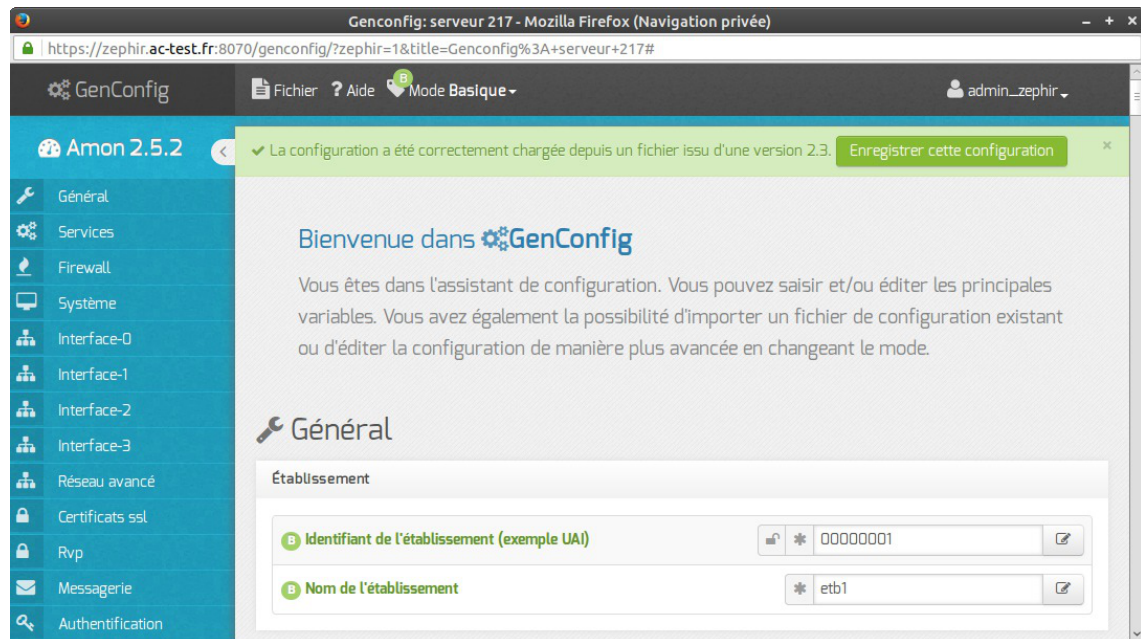 Genconfig: serveur 217 - Mozilla Firefox (Navigation privée)
https://zephir.ac-test.fr:8070/genconfig/?zephir=1&title=Genconfig%3A+serveur+217#
GenConfig
Fichier ? Aide B Mode Basique
admin_zephir
Amon 2.5.2
La configuration a été correctement chargée depuis un fichier issu d'une version 2.3. Enregistrer cette configuration
Général
Services
Firewall
Système
Interface-0
Interface-1
Interface-2
Interface-3
Réseau avancé
Certificats ssl
Rvp
Messagerie
Authentification
Bienvenue dans GenConfig
Vous êtes dans l'assistant de configuration. Vous pouvez saisir et/ou éditer les principales
variables. Vous avez également la possibilité d'importer un fichier de configuration existant
ou d'éditer la configuration de manière plus avancée en changeant le mode.
Général
Établissement
B Identifiant de l'établissement (exemple UAI) 00000001
B Nom de l'établissement etb1